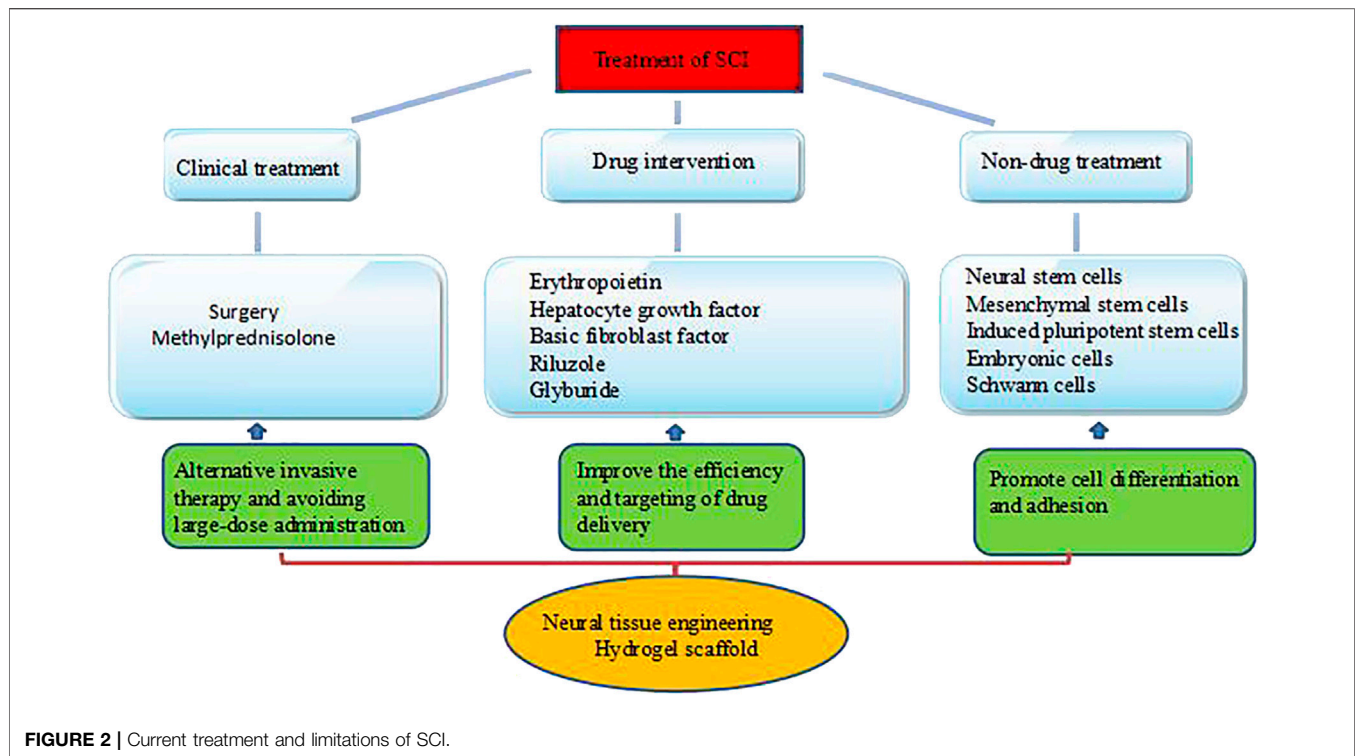 Treatment of SCI
Clinical treatment
Drug intervention
Non-drug treatment
Surgery
Methylprednisolone
Erythropoietin
Hepatocyte growth factor
Basic fibroblast factor
Riluzole
Glyburide
Neural stem cells
Mesenchymal stem cells
Induced pluripotent stem cells
Embryonic cells
Schwann cells
Alternative invasive
therapy and avoiding
large-dose administration
Improve the efficiency
and targeting of drug
delivery
Promote cell differentiation
and adhesion
Neural tissue engineering
Hydrogel scaffold
FIGURE 2 | Current treatment and limitations of SCI.